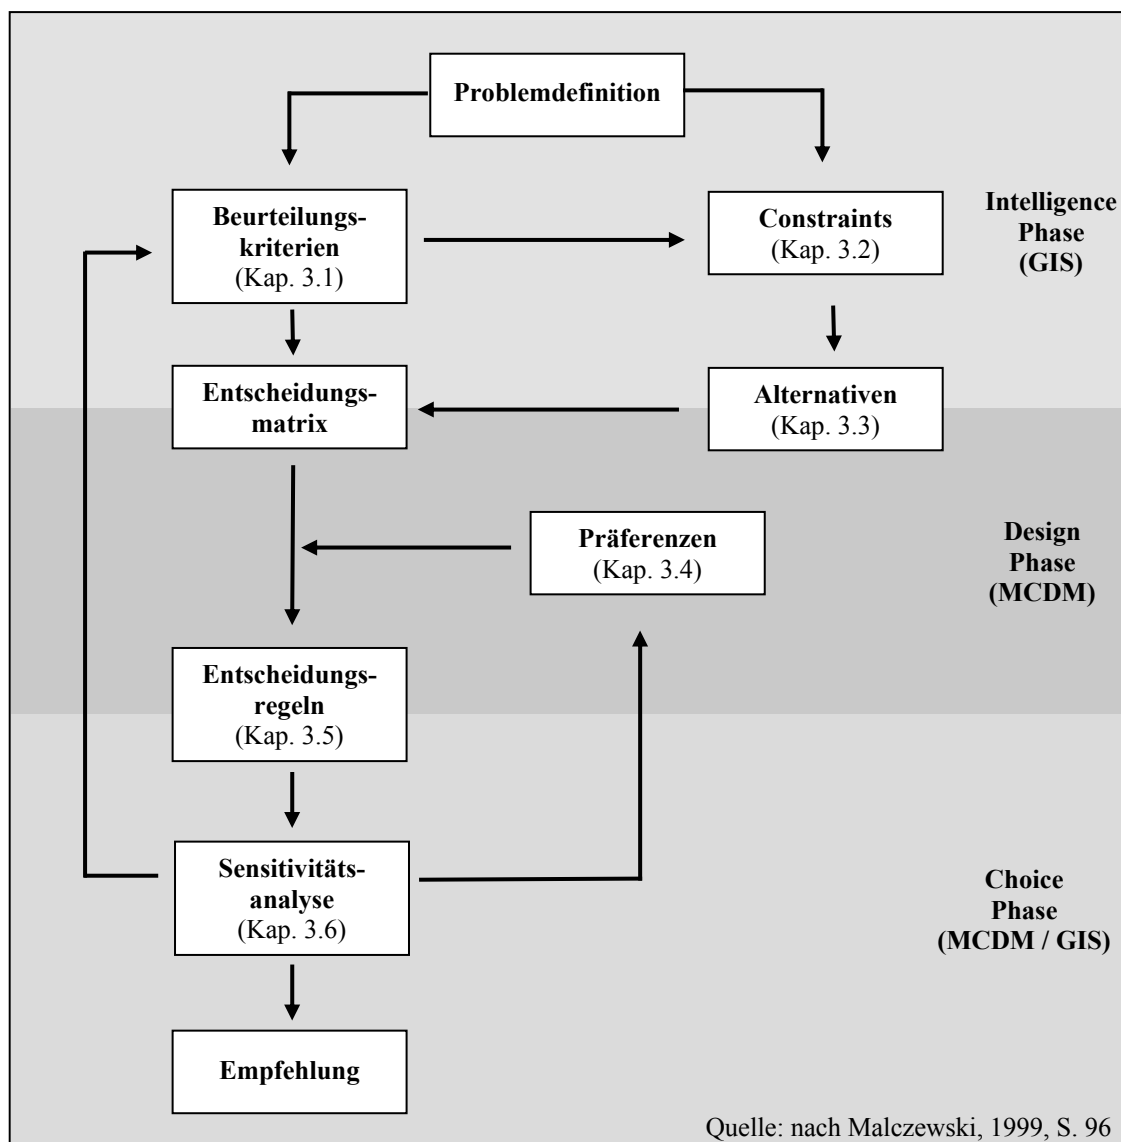 Problemdefinition
Beurteilungs-
kriterien
(Kap. 3.1)
Constraints
(Kap. 3.2)
Intelligence
Phase
(GIS)
Entscheidungs-
matrix
Alternativen
(Kap. 3.3)
Präferenzen
(Kap. 3.4)
Design
Phase
(MCDM)
Entscheidungs-
regeln
(Kap. 3.5)
Sensitivitäts-
analyse
(Kap. 3.6)
Choice
Phase
(MCDM / GIS)
Empfehlung
Quelle: nach Malczewski, 1999, S. 96